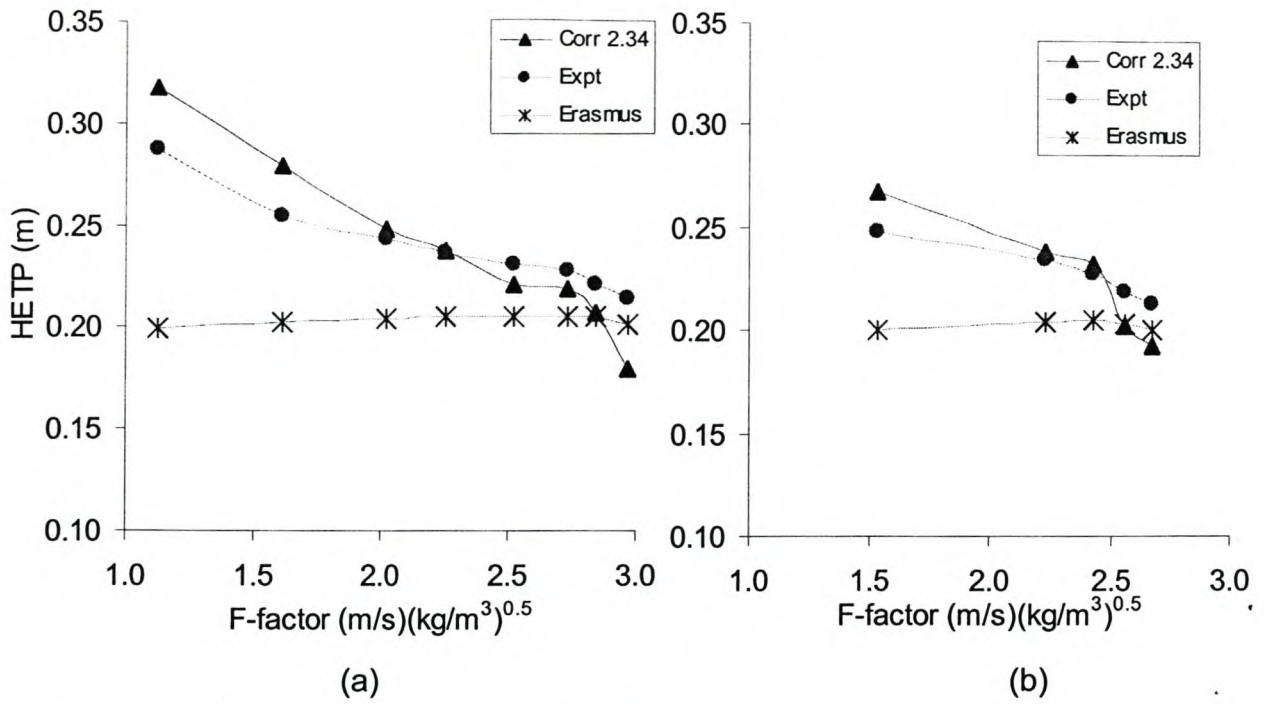 0.35
0.30
0.25
0.20
0.15
0.10
HETP (m)
Corr 2.34
Expt
Erasmus
1.0
1.5
2.0
2.5
3.0
F-factor (m/s)(kg/m³)⁰·⁵
(a)
0.35
0.30
0.25
0.20
0.15
0.10
Corr 2.34
Expt
Erasmus
1.0
1.5
2.0
2.5
3.0
F-factor (m/s)(kg/m³)⁰·⁵
(b)